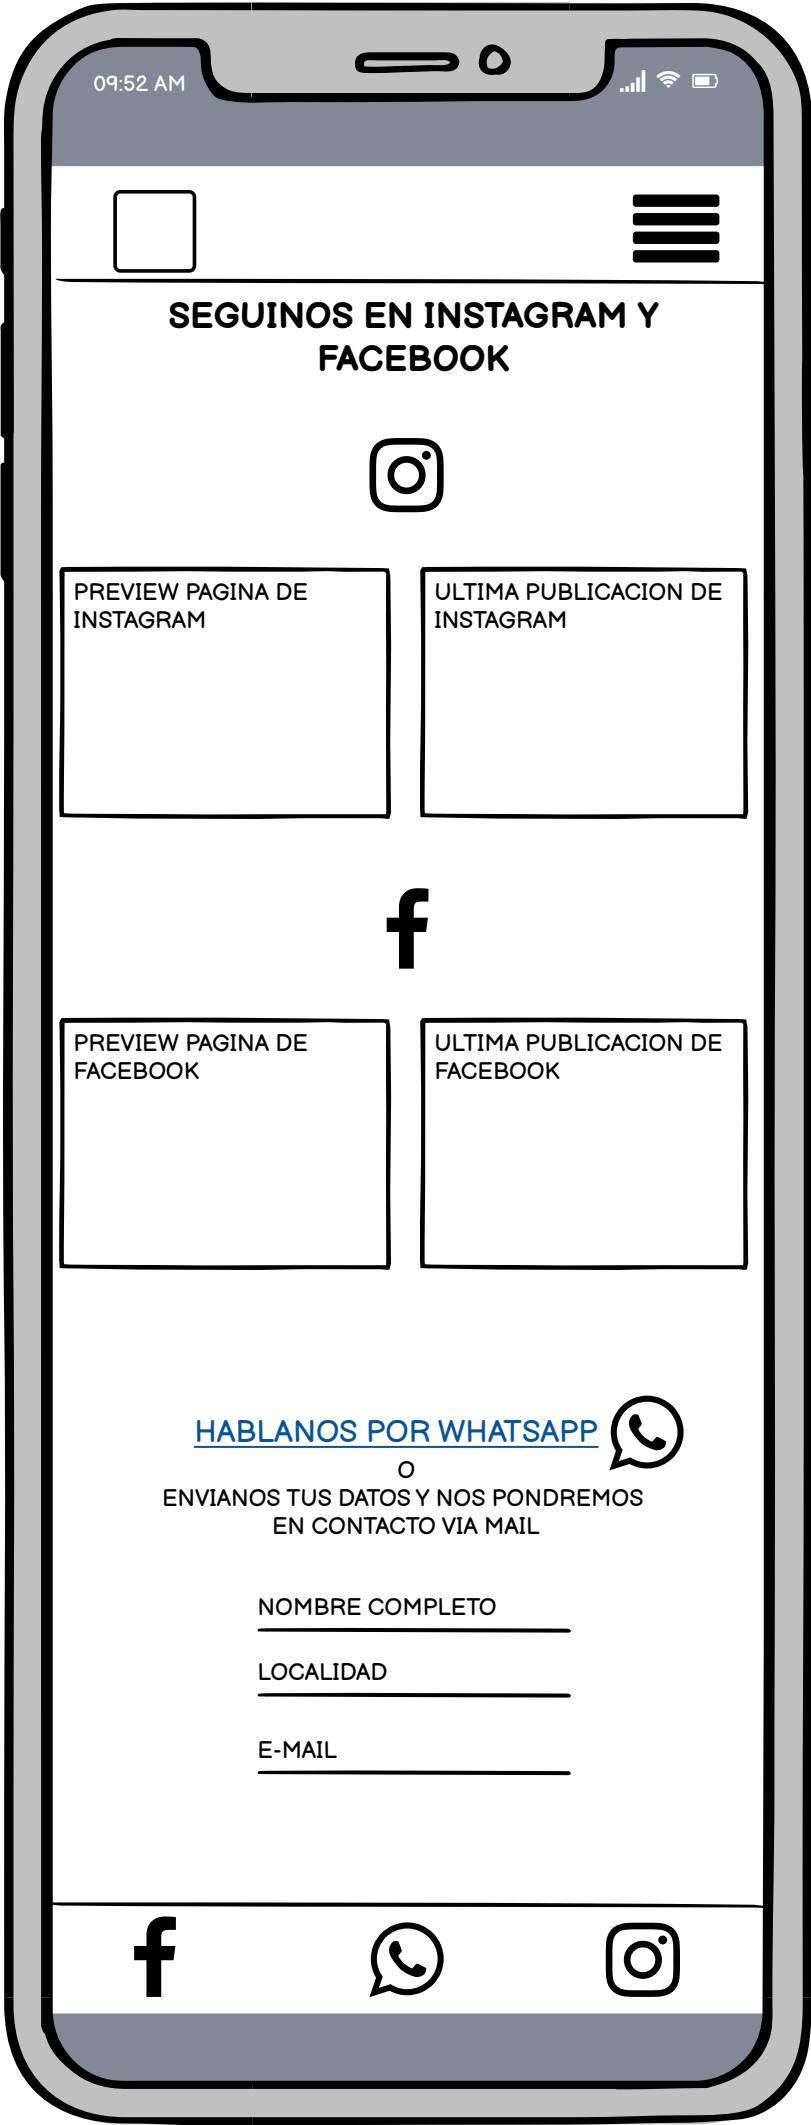 09:52 AM
SEGUINOS EN INSTAGRAM Y
FACEBOOK
PREVIEW PAGINA DE
INSTAGRAM
ULTIMA PUBLICACION DE
INSTAGRAM
PREVIEW PAGINA DE
FACEBOOK
ULTIMA PUBLICACION DE
FACEBOOK
HABLANOS POR WHATSAPP
O
ENVIANOS TUS DATOS Y NOS PONDREMOS
EN CONTACTO VIA MAIL
NOMBRE COMPLETO
LOCALIDAD
E-MAIL